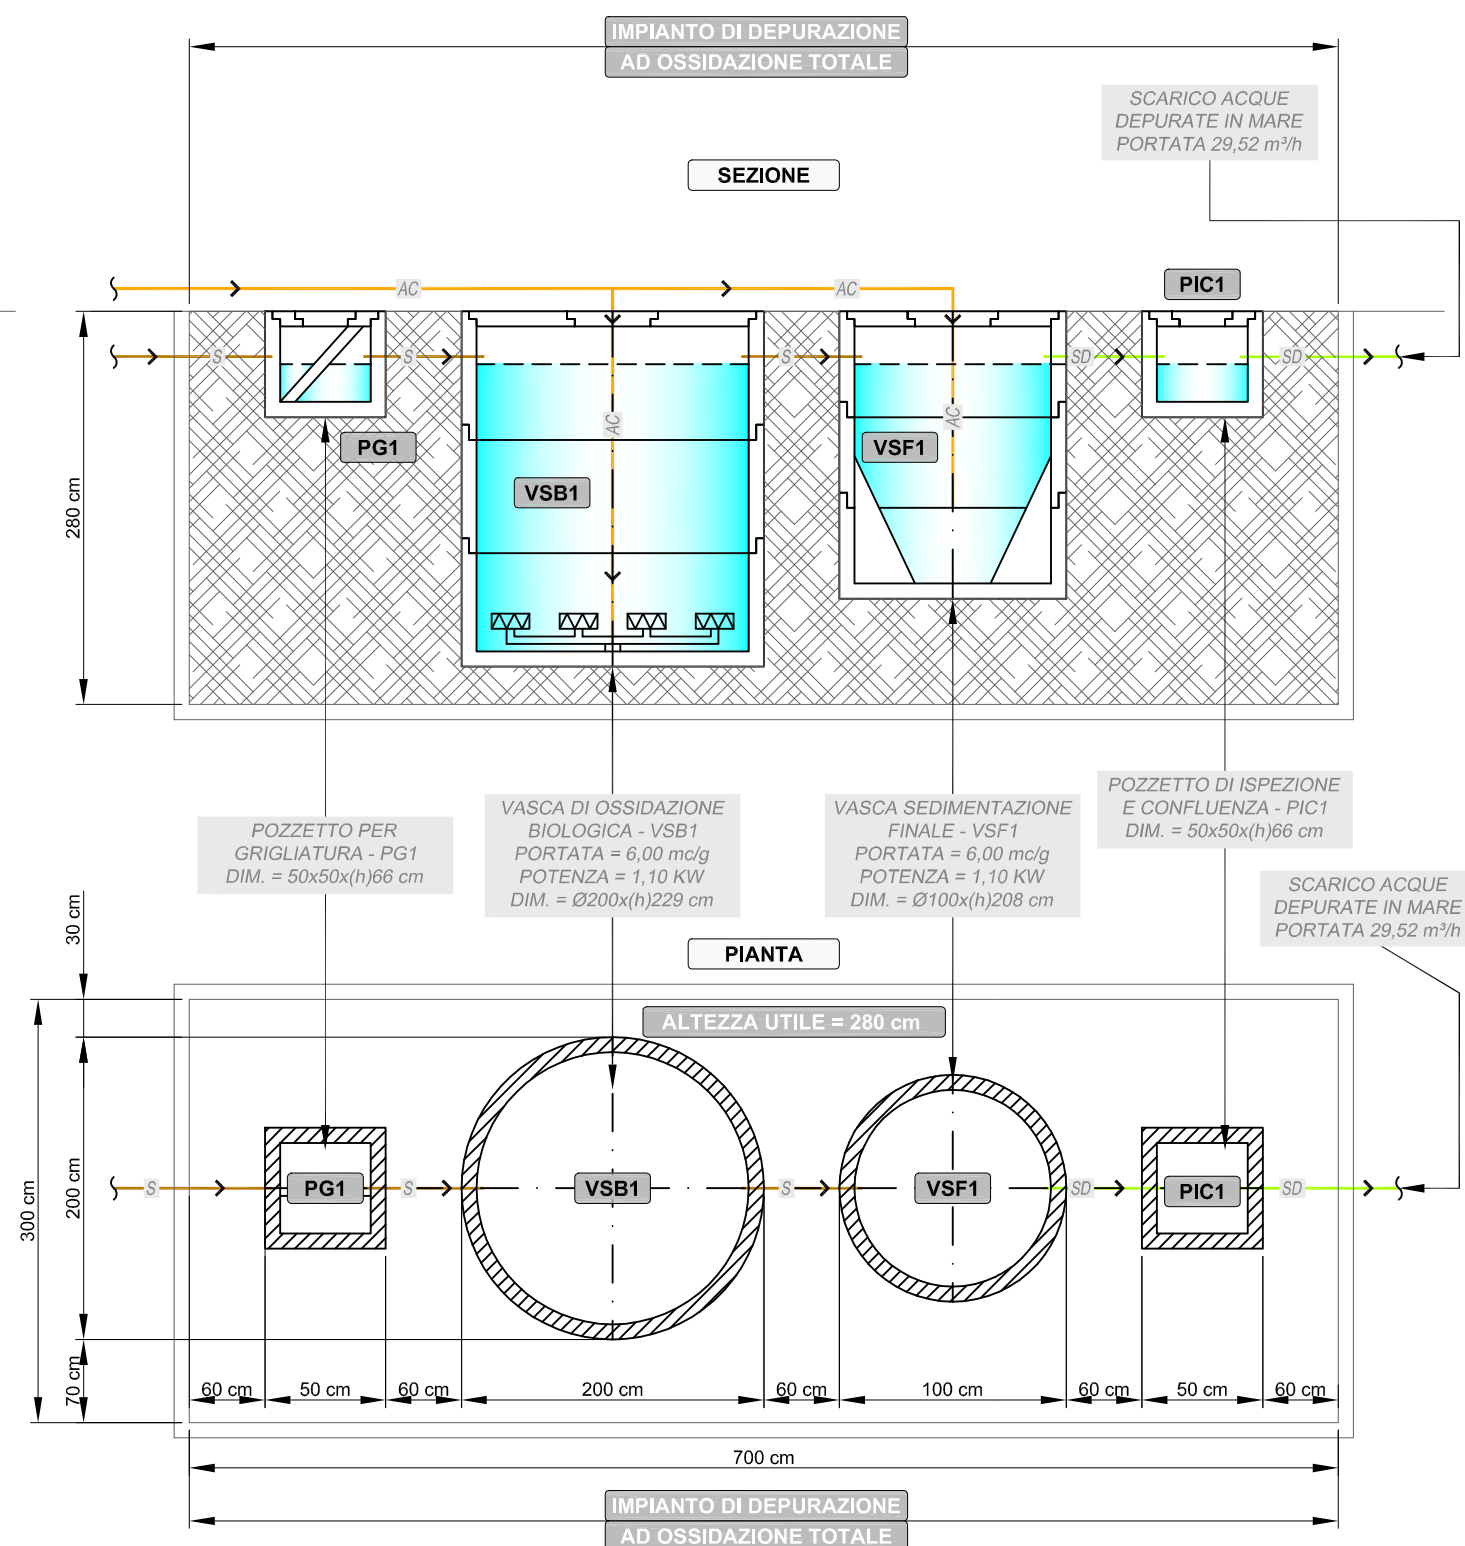 IMPIANTO DI DEPURAZIONE
AD OSSIDAZIONE TOTALE
SCARICO ACQUE
DEPURATE IN MARE
PORTATA 29,52 m³/h
SEZIONE
PIC1
AC
AC
S
S
S
SD
SD
AC
AC
PG1
VSF1
VSB1
280 cm
POZZETTO PER
GRIGLIATURA - PG1
DIM. = 50x50x(h)66 cm
VASCA DI OSSIDAZIONE
BIOLOGICA - VSB1
PORTATA = 6,00 mc/g
POTENZA = 1,10 KW
DIM. = Ø200x(h)229 cm
VASCA SEDIMENTAZIONE
FINALE - VSF1
PORTATA = 6,00 mc/g
POTENZA = 1,10 KW
DIM. = Ø100x(h)208 cm
POZZETTO DI ISPEZIONE
E CONFLUENZA - PIC1
DIM. = 50x50x(h)66 cm
SCARICO ACQUE
DEPURATE IN MARE
PORTATA 29,52 m³/h
PIANTA
30 cm
ALTEZZA UTILE = 280 cm
300 cm
200 cm
70 cm
S
PG1
S
VSB1
S
VSF1
SD
PIC1
SD
60 cm
50 cm
60 cm
200 cm
60 cm
100 cm
60 cm
50 cm
60 cm
700 cm
IMPIANTO DI DEPURAZIONE
AD OSSIDAZIONE TOTALE